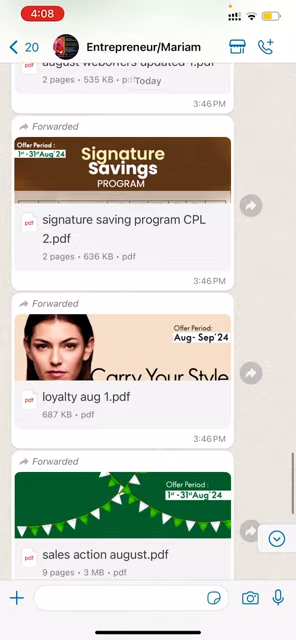 4:08
20
Entrepreneur/Mariam
august weboffers updated 1.pdf
2 pages • 535 KB • pdf
Today
3:46 PM
Forwarded
Offer Period :
1st -31st Aug'24
Signature
Savings
PROGRAM
pdf
signature saving program CPL
2.pdf
2 pages • 636 KB • pdf
3:46 PM
Forwarded
Offer Period:
Aug- Sep'24
Carry Your Style
pdf
loyalty aug 1.pdf
687 KB • pdf
3:46 PM
Forwarded
Offer Period :
1st -31st Aug'24
pdf
sales action august.pdf
9 pages • 3 MB • pdf